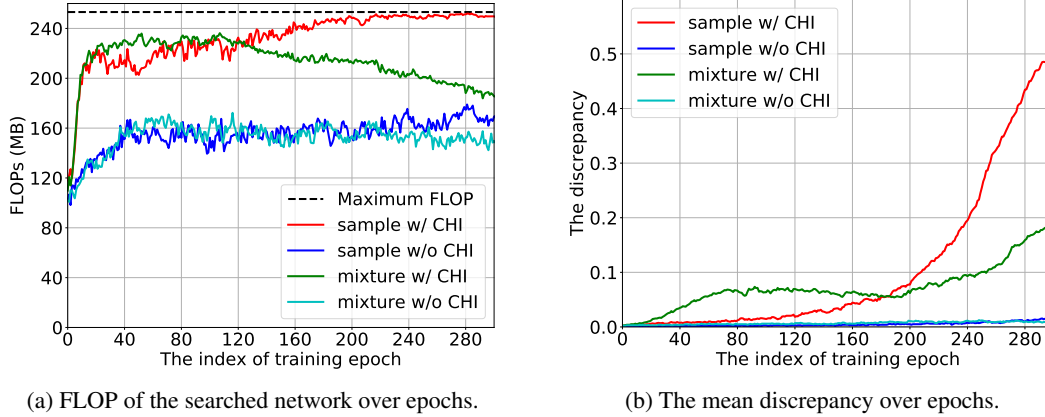 240
200
160
120
80
40
0
FLOPs (MB)
0 40 80 120 160 200 240 280
The index of training epoch
Maximum FLOP
sample w/ CHI
sample w/o CHI
mixture w/ CHI
mixture w/o CHI
(a) FLOP of the searched network over epochs.
sample w/ CHI
sample w/o CHI
mixture w/ CHI
mixture w/o CHI
0.5
0.4
0.3
0.2
0.1
0.0
The discrepancy
0 40 80 120 160 200 240 280
The index of training epoch
(b) The mean discrepancy over epochs.